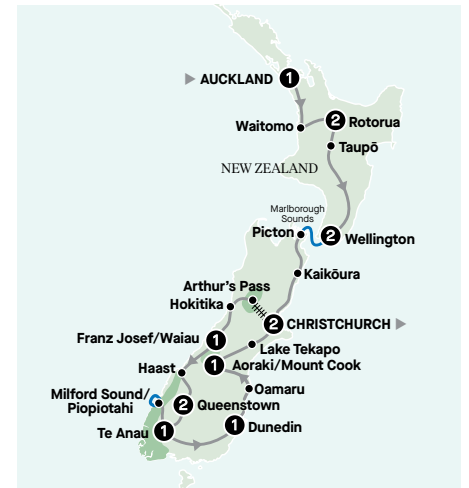 ▶ AUCKLAND 1
Waitomo
2 Rotorua
Taupō
NEW ZEALAND
Marlborough
Sounds
Picton
2 Wellington
Kaikōura
Arthur's Pass
Hokitika
2 CHRISTCHURCH ▶
Franz Josef/Waiau 1
Lake Tekapo
1 Aoraki/Mount Cook
Haast
Oamaru
Milford Sound/
Piopiotahi
2 Queenstown
Te Anau 1
1 Dunedin